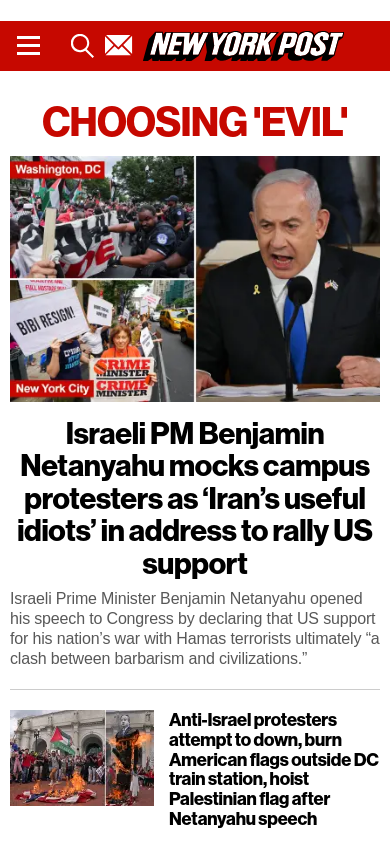 NEW YORK POST
CHOOSING 'EVIL'
Washington, DC
BIBI RESIGN!
CRIME
MINISTER
CRIME
MINISTER
New York City
Israeli PM Benjamin
Netanyahu mocks campus
protesters as ‘Iran’s useful
idiots’ in address to rally US
support
Israeli Prime Minister Benjamin Netanyahu opened
his speech to Congress by declaring that US support
for his nation’s war with Hamas terrorists ultimately “a
clash between barbarism and civilizations.”
Anti-Israel protesters
attempt to down, burn
American flags outside DC
train station, hoist
Palestinian flag after
Netanyahu speech